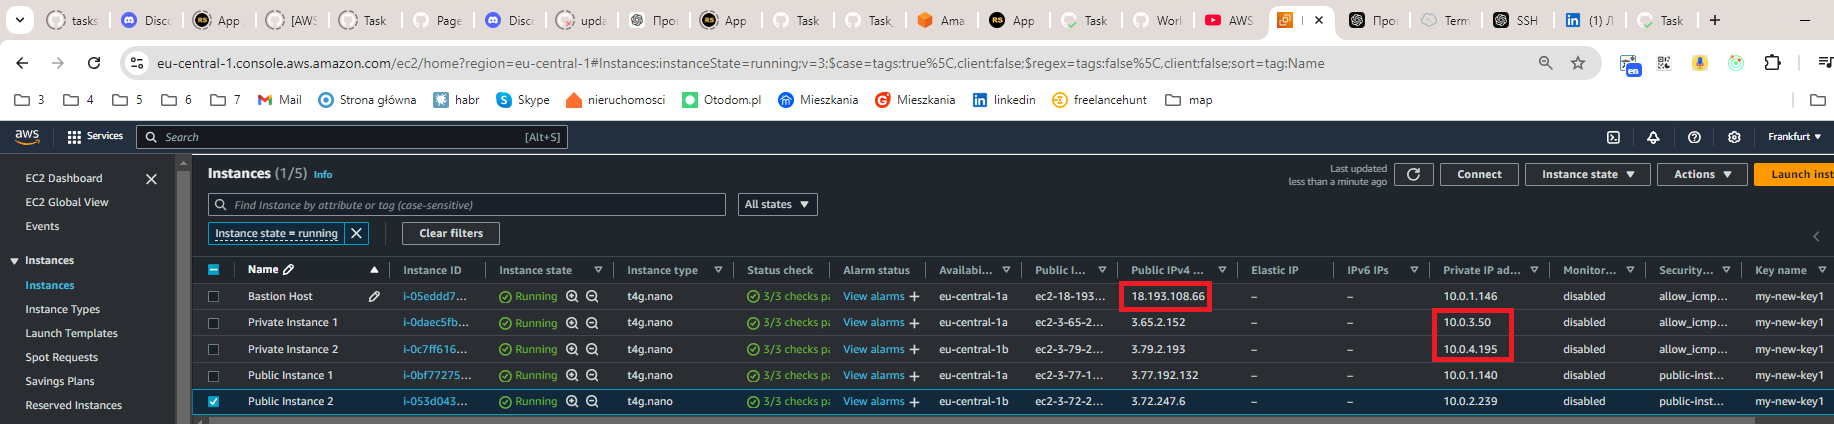 tasks Disco App [AWS Task Page Disco upda Прое App Task Task_ Ama App Task Work AWS I Прое Term SSH (1) Л Task
eu-central-1.console.aws.amazon.com/ec2/home?region=eu-central-1#Instances:instanceState=running;v=3;$case=tags:true%5C,client:false;$regex=tags:false%5C,client:false;sort=tag:Name
en
3 4 5 6 7 Mail Strona główna habr Skype nieruchomosci Otodom.pl Mieszkania Mieszkania linkedin freelancehunt map
aws Services Search [Alt+S] Frankfurt
EC2 Dashboard
EC2 Global View
Events
Instances
Instances
Instance Types
Launch Templates
Spot Requests
Savings Plans
Reserved Instances
Instances (1/5) Info
Last updated
less than a minute ago
Connect Instance state Actions Launch inst
Find Instance by attribute or tag (case-sensitive) All states
Instance state = running Clear filters
Name Instance ID Instance state Instance type Status check Alarm status Availabi... Public I... Public IPv4 ... Elastic IP IPv6 IPs Private IP ad... Monitor... Security... Key name
Bastion Host i-05eddd7... Running t4g.nano 3/3 checks pa View alarms + eu-central-1a ec2-18-193... 18.193.108.66 – – 10.0.1.146 disabled allow_icmp... my-new-key1
Private Instance 1 i-0daec5fb... Running t4g.nano 3/3 checks pa View alarms + eu-central-1a ec2-3-65-2... 3.65.2.152 – – 10.0.3.50 disabled allow_icmp... my-new-key1
Private Instance 2 i-0c7ff616... Running t4g.nano 3/3 checks pa View alarms + eu-central-1b ec2-3-79-2... 3.79.2.193 – – 10.0.4.195 disabled allow_icmp... my-new-key1
Public Instance 1 i-0bf77275... Running t4g.nano 3/3 checks pa View alarms + eu-central-1a ec2-3-77-1... 3.77.192.132 – – 10.0.1.140 disabled public-inst... my-new-key1
Public Instance 2 i-053d043... Running t4g.nano 3/3 checks pa View alarms + eu-central-1b ec2-3-72-2... 3.72.247.6 – – 10.0.2.239 disabled public-inst... my-new-key1